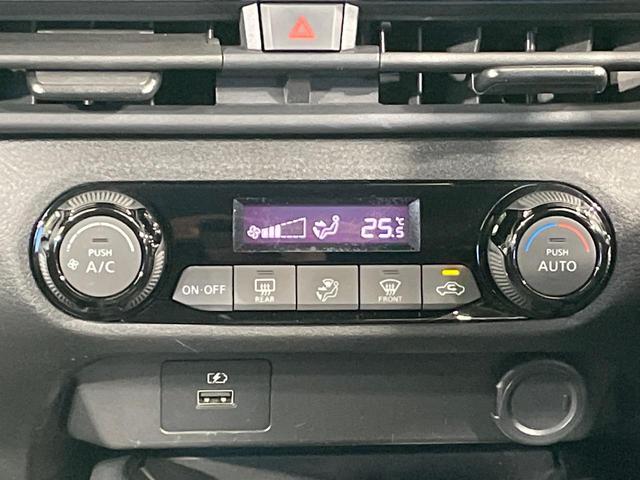 25.5°C
PUSH
A/C
PUSH
AUTO
ON·OFF
REAR
FRONT